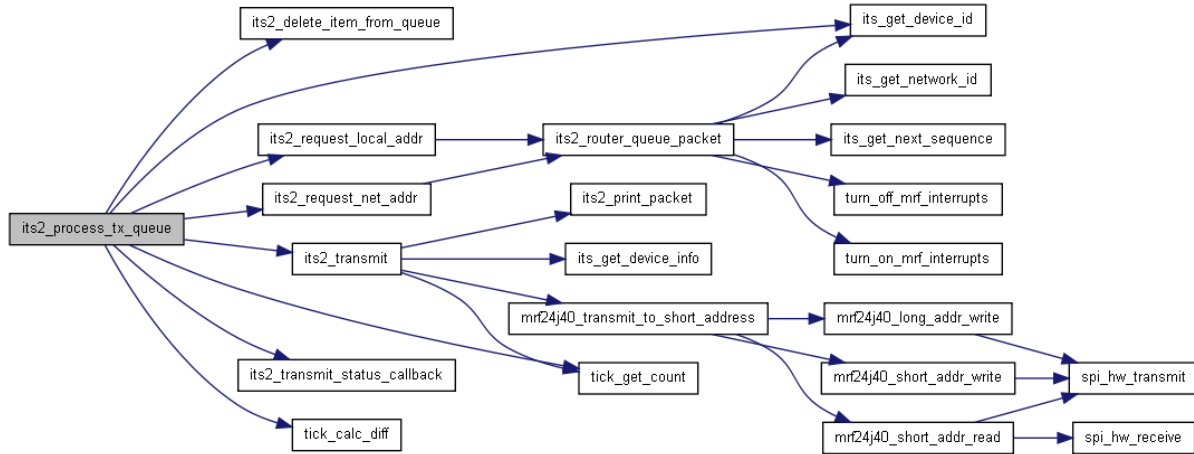 its2_delete_item_from_queue
its_get_device_id
its_get_network_id
its2_request_local_addr
its2_router_queue_packet
its_get_next_sequence
its2_request_net_addr
its2_print_packet
turn_off_mrf_interrupts
its2_process_tx_queue
its2_transmit
its_get_device_info
turn_on_mrf_interrupts
mrf24j40_transmit_to_short_address
mrf24j40_long_addr_write
its2_transmit_status_callback
tick_get_count
mrf24j40_short_addr_write
spi_hw_transmit
tick_calc_diff
mrf24j40_short_addr_read
spi_hw_receive